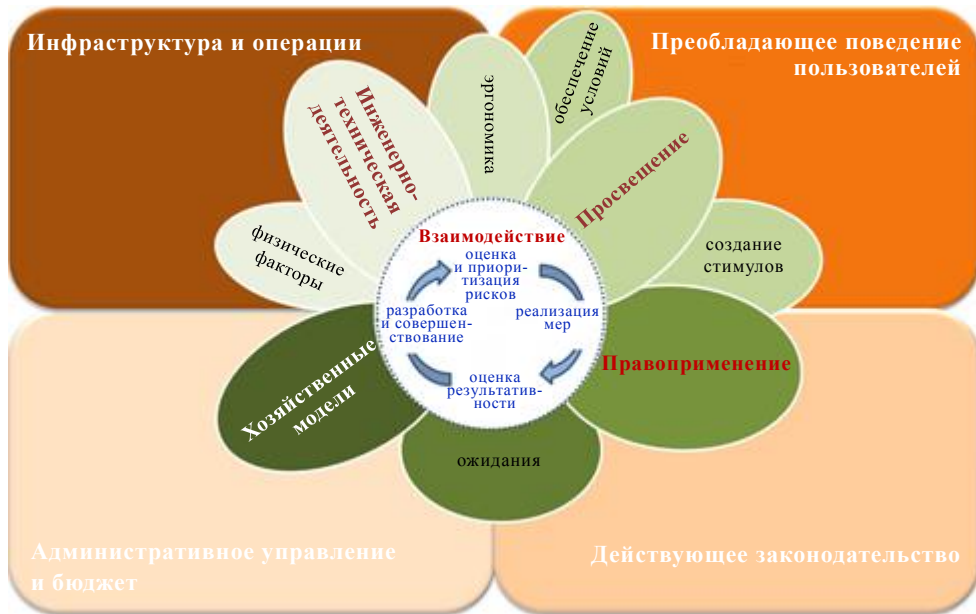 Инфраструктура и операции
Преобладающее поведение
пользователей
Инженерно-
техническая
деятельность
эргономика
обеспечение
условий
Просвещение
физические
факторы
создание
стимулов
Взаимодействие
оценка
и приори-
тизация
рисков
разработка
и совершен-
ствование
реализация
мер
оценка
результатив-
ности
Хозяйственные
модели
Правоприменение
ожидания
Административное управление
и бюджет
Действующее законодательство